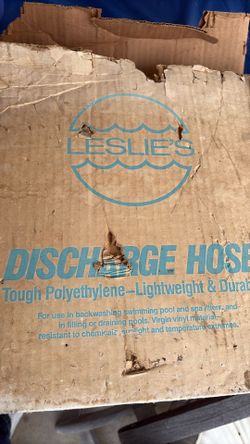 LESLIE'S
DISCHARGE HOSE
Tough Polyethylene—Lightweight & Durab
For use in backwashing swimming pool and spa filters, and
in filling or draining pools. Virgin vinyl material—
resistant to chemicals, sunlight and temperature extremes.